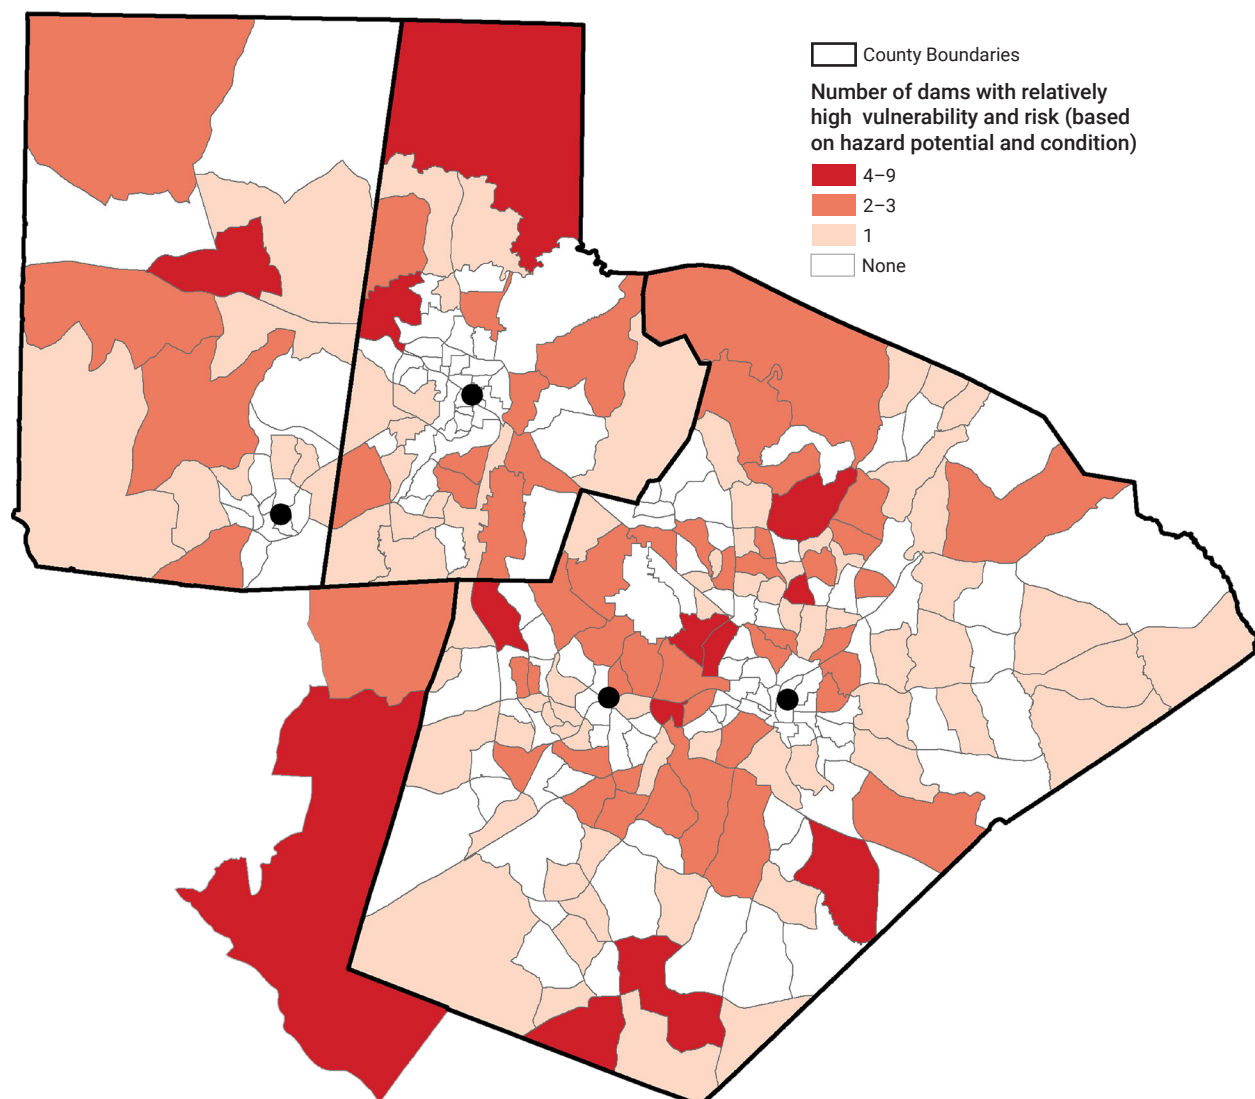 County Boundaries
Number of dams with relatively
high vulnerability and risk (based
on hazard potential and condition)
4–9
2–3
1
None